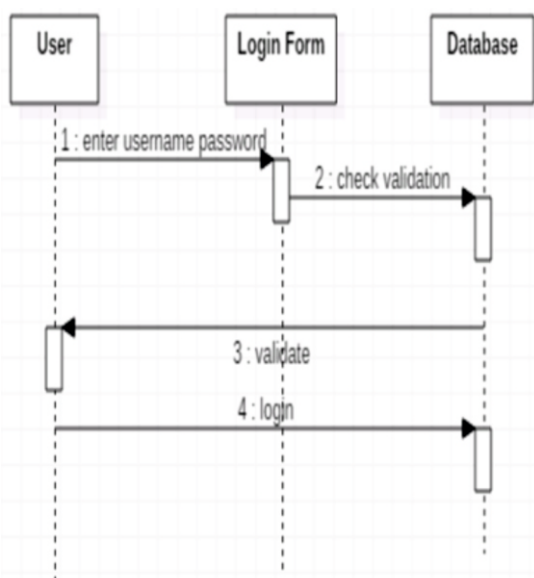 User
Login Form
Database
1 : enter username password
2 : check validation
3 : validate
4 : login